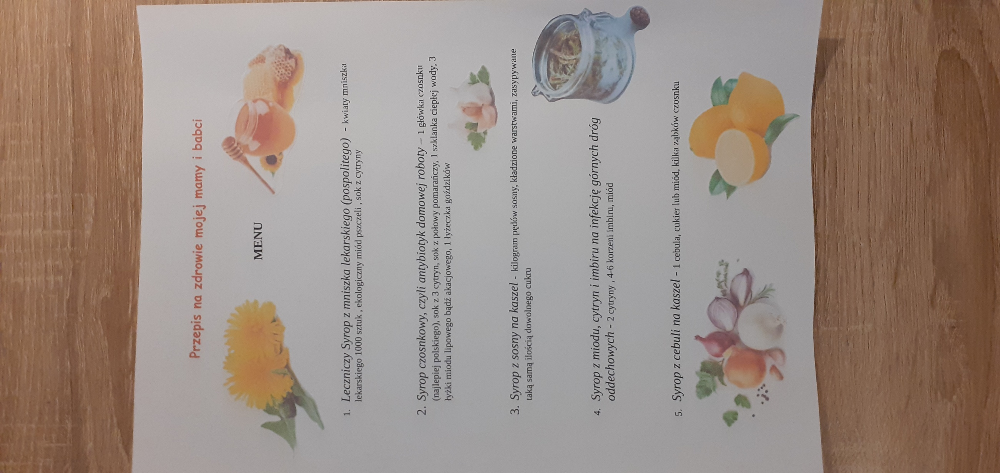 Przepis na zdrowie mojej mamy i babci
MENU
1. Leczniczy Syrop z mniszka lekarskiego (pospolitego) - kwiaty mniszka
lekarskiego 1000 sztuk , ekologiczny miód pszczeli , sok z cytryny
2. Syrop czosnkowy, czyli antybiotyk domowej roboty – 1 główka czosnku
(najlepiej polskiego), sok z 3 cytryn, sok z połowy pomarańczy, 1 szklanka ciepłej wody, 3
łyżki miodu lipowego bądź akacjowego, 1 łyżeczka goździków
3. Syrop z sosny na kaszel - kilogram pędów sosny, kładzione warstwami, zasypywane
taką samą ilością dowolnego cukru
4. Syrop z miodu, cytryn i imbiru na infekcję górnych dróg
oddechowych - 2 cytryny , 4-6 korzeni imbiru, miód
5. Syrop z cebuli na kaszel - 1 cebula, cukier lub miód, kilka ząbków czosnku